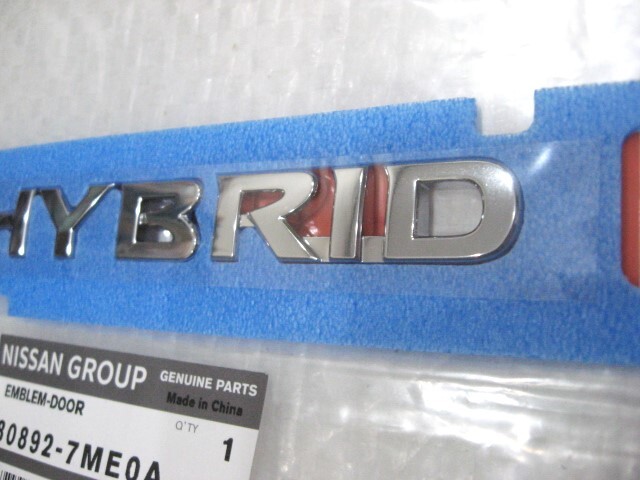 HYBRID
NISSAN GROUP
GENUINE PARTS
Made in China
EMBLEM-DOOR
Q'TY
1
80892-7ME0A